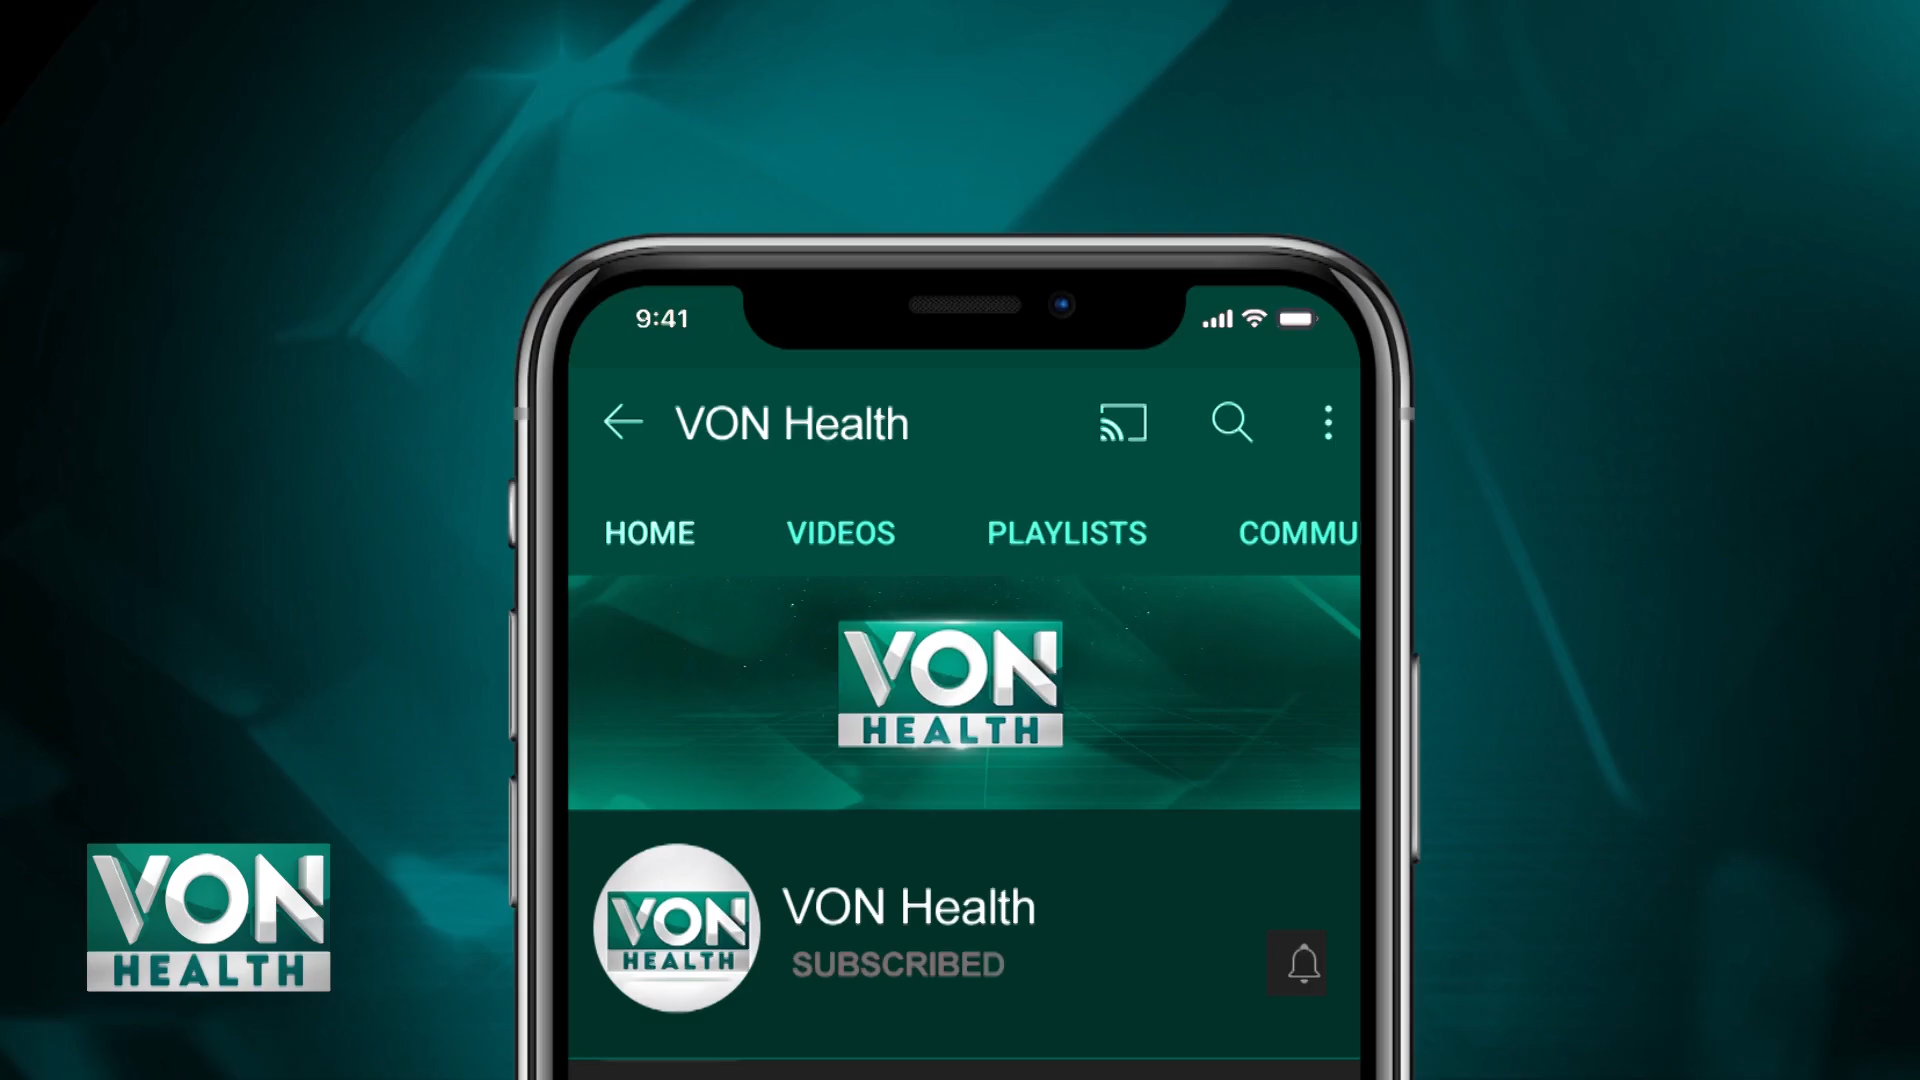 9:41
VON Health
HOME VIDEOS PLAYLISTS COMMU
VON
HEALTH
VON
HEALTH
VON Health
SUBSCRIBED
VON
HEALTH